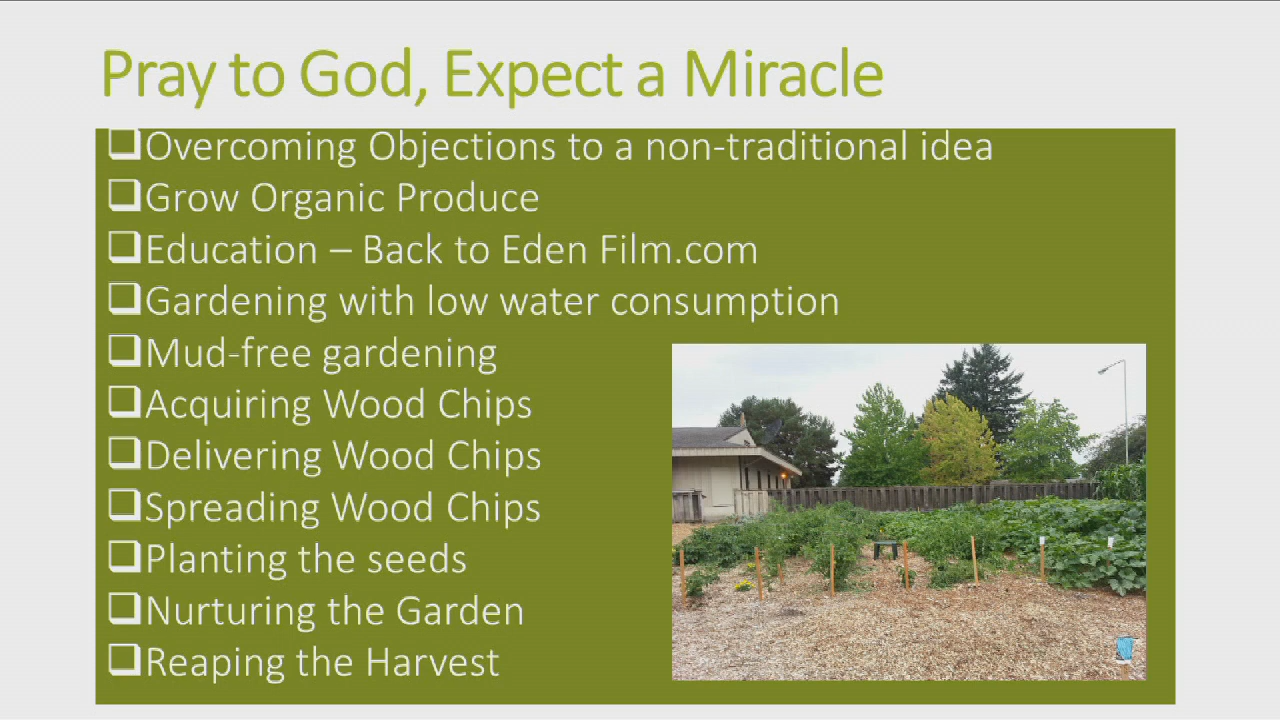 Pray to God, Expect a Miracle
❑Overcoming Objections to a non-traditional idea
❑Grow Organic Produce
❑Education – Back to Eden Film.com
❑Gardening with low water consumption
❑Mud-free gardening
❑Acquiring Wood Chips
❑Delivering Wood Chips
❑Spreading Wood Chips
❑Planting the seeds
❑Nurturing the Garden
❑Reaping the Harvest